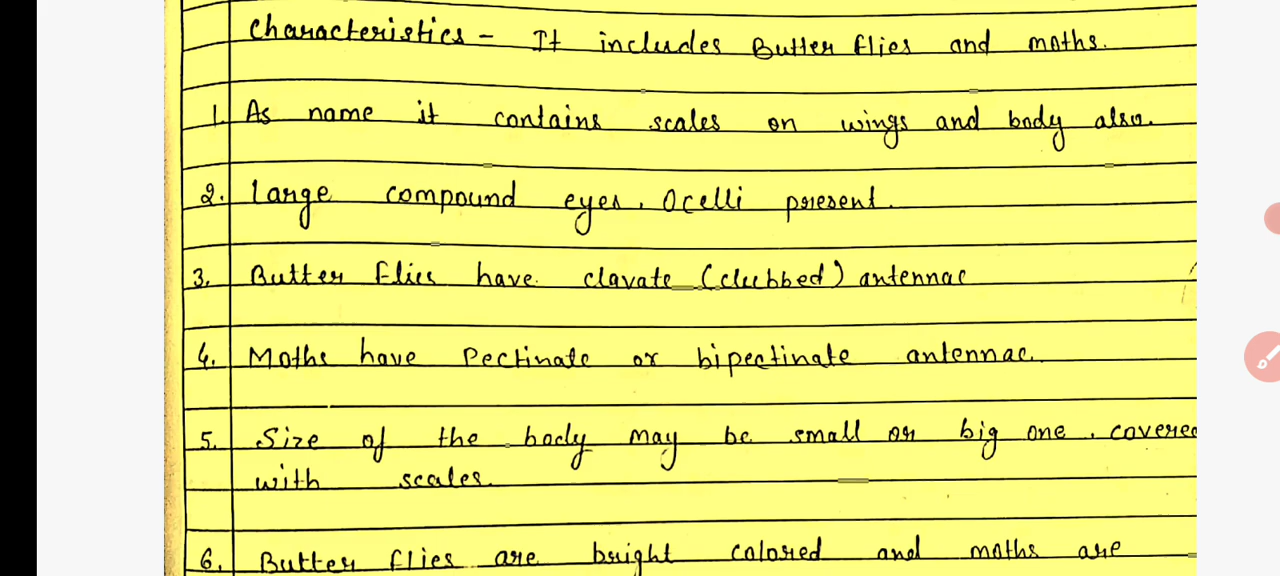 Characteristics - It includes Butter flies and moths.
1. As name it contains scales on wings and body also.
2. Large compound eyes. Ocelli present.
3. Butter flies have clavate (clubbed) antennae
4. Moths have Pectinate or bipectinate antennae.
5. Size of the body may be small or big one. covered
with scales.
6. Butter flies are bright colored and moths are